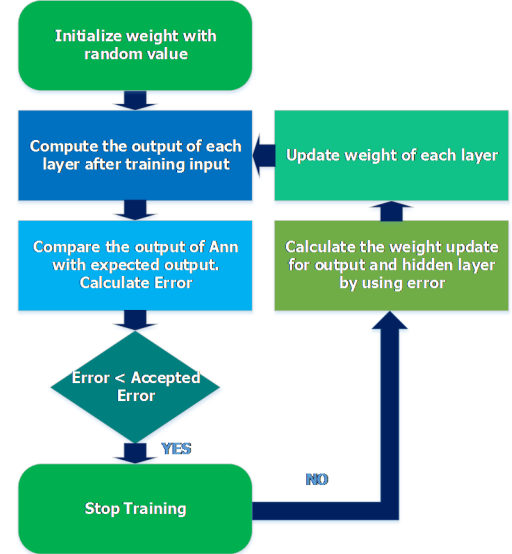 Initialize weight with
random value
Compute the output of each
layer after training input
Update weight of each layer
Compare the output of Ann
with expected output.
Calculate Error
Calculate the weight update
for output and hidden layer
by using error
Error < Accepted
Error
YES
NO
Stop Training